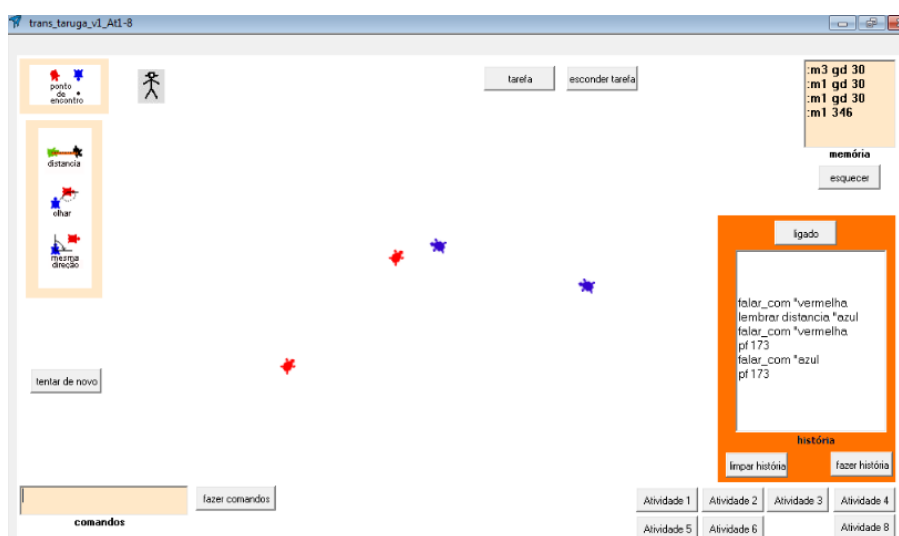 trans_taruga_v1_At1-8
ponto
de
encontro
distancia
olhar
mesma
direção
tentar de novo
fazer comandos
comandos
tarefa
esconder tarefa
:m3 gd 30
:m1 gd 30
:m1 gd 30
:m1 346
memória
esquecer
ligado
falar_com "vermelha
lembrar distancia "azul
falar_com "vermelha
pf 173
falar_com "azul
pf 173
história
limpar história
fazer história
Atividade 1
Atividade 2
Atividade 3
Atividade 4
Atividade 5
Atividade 6
Atividade 8